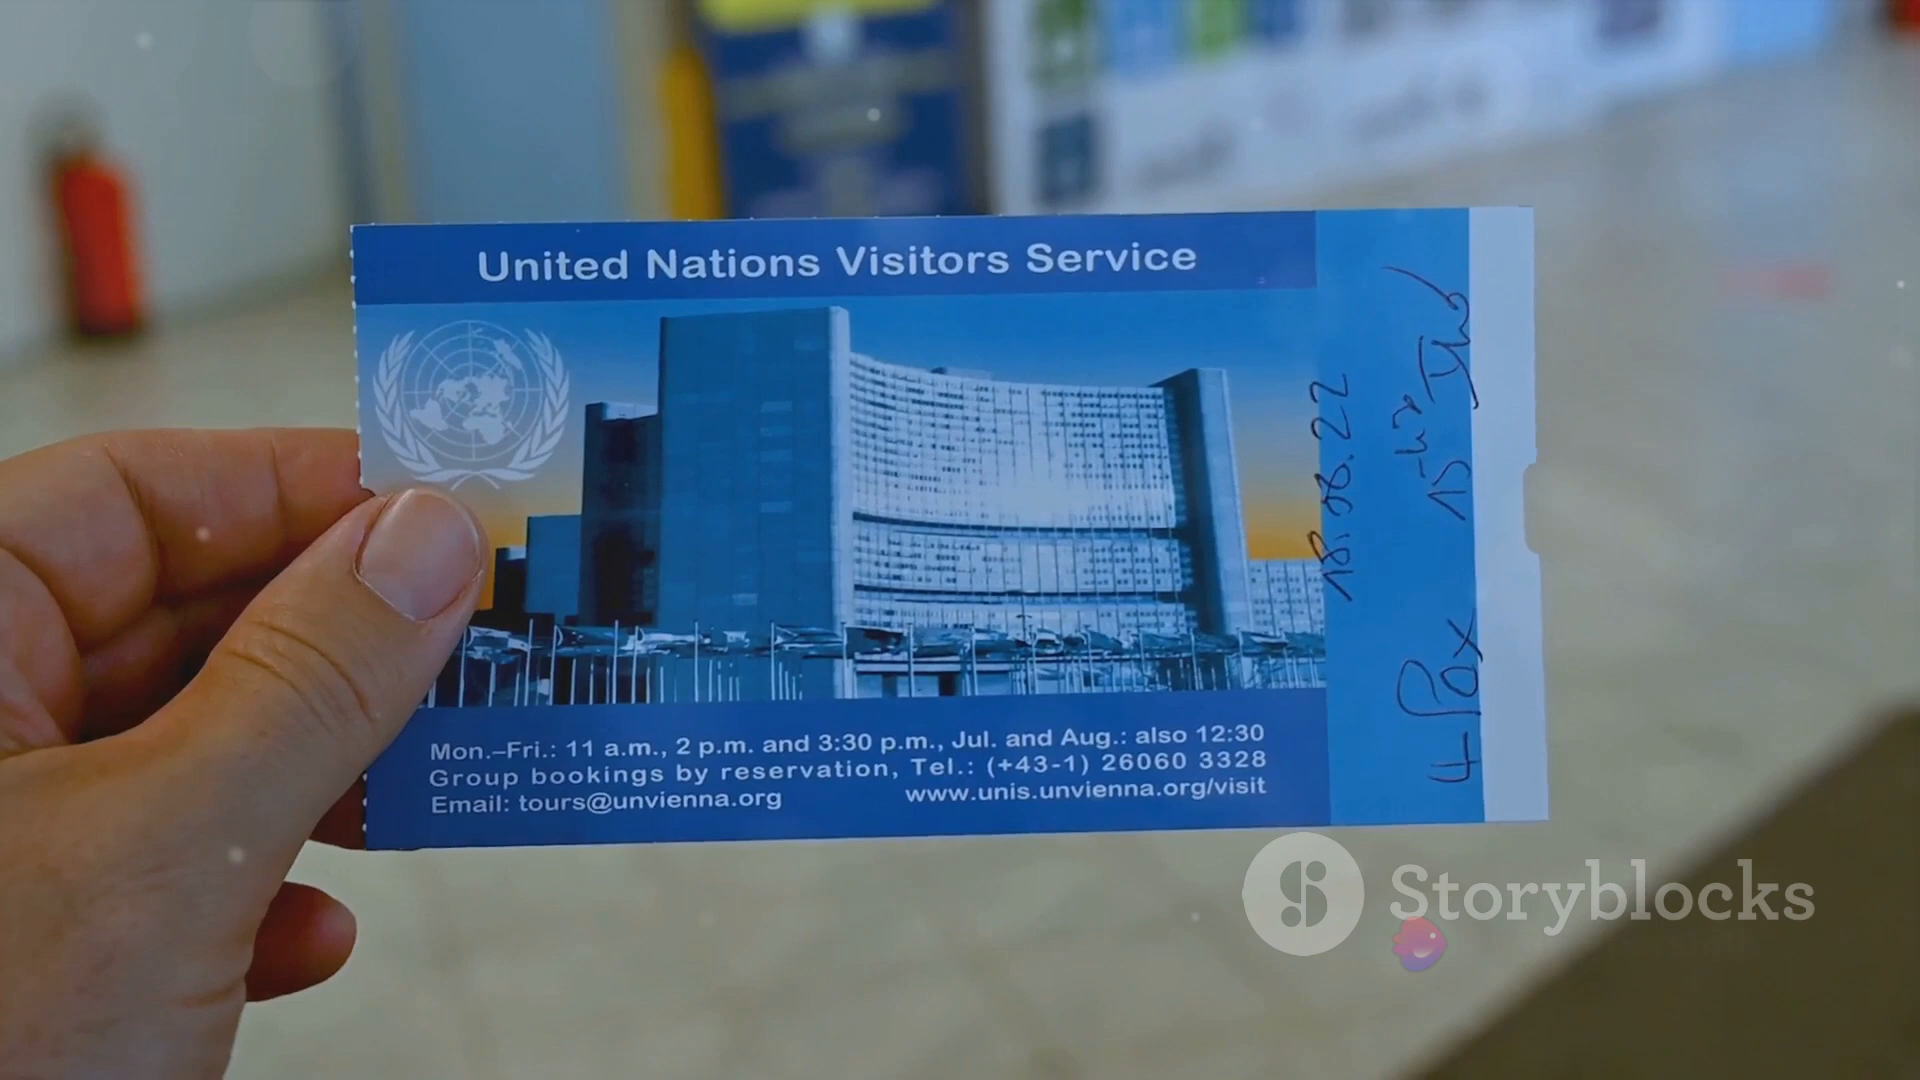 United Nations Visitors Service
Mon.–Fri.: 11 a.m., 2 p.m. and 3:30 p.m., Jul. and Aug.: also 12:30
Group bookings by reservation, Tel.: (+43-1) 26060 3328
Email: tours@unvienna.org www.unis.unvienna.org/visit
18.08.22
4 Pax
Storyblocks